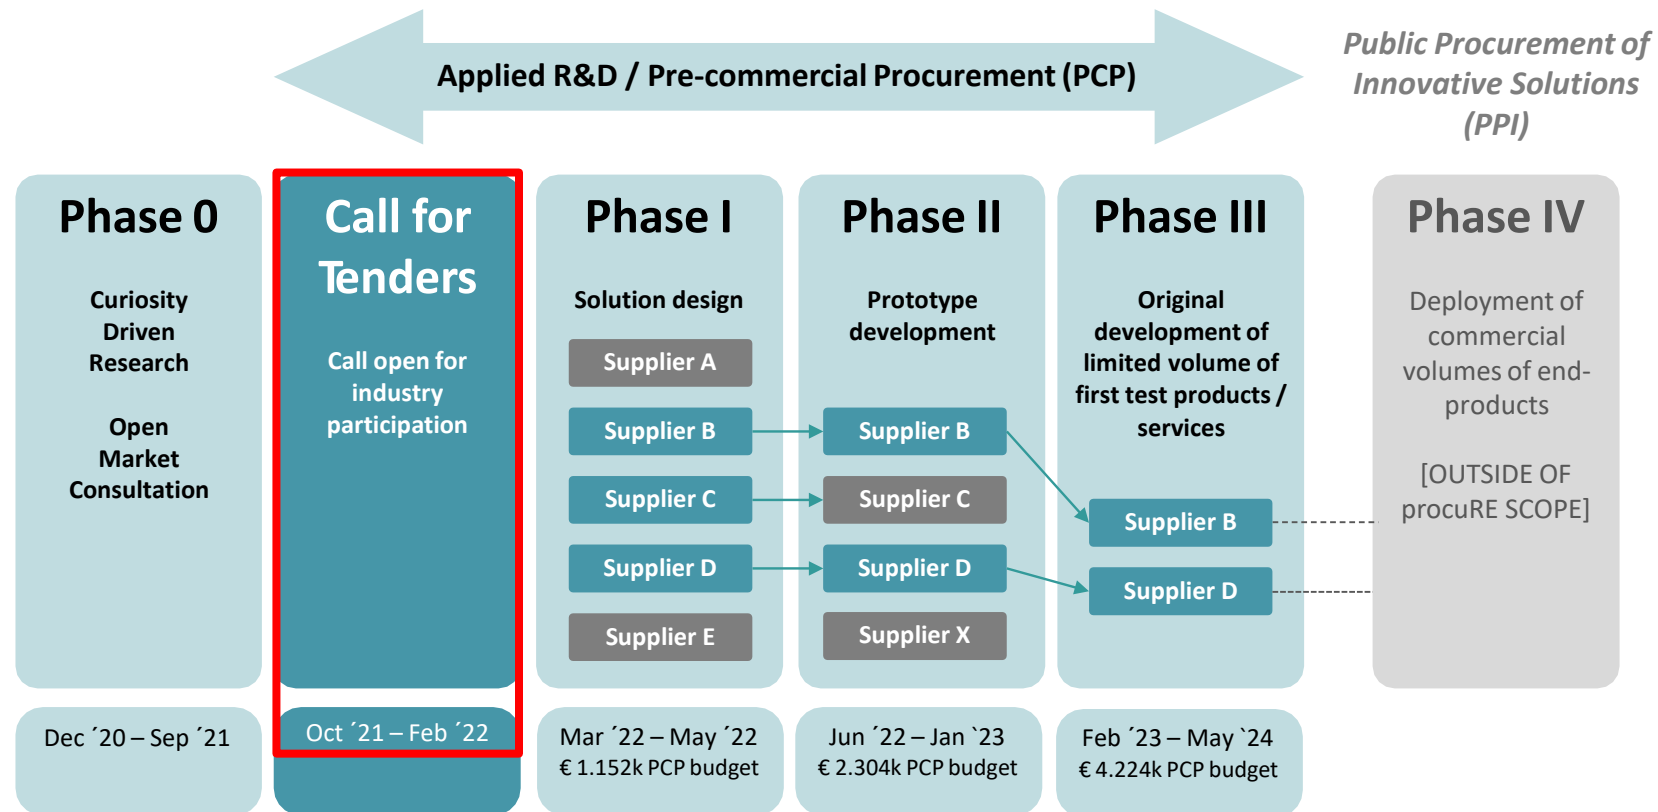 Applied R&D / Pre-commercial Procurement (PCP)
Public Procurement of
Innovative Solutions
(PPI)
Phase 0
Curiosity
Driven
Research
Open
Market
Consultation
Dec ´20 – Sep ´21
Call for
Tenders
Call open for
industry
participation
Oct ´21 – Feb ´22
Phase I
Solution design
Supplier A
Supplier B
Supplier C
Supplier D
Supplier E
Mar ´22 – May ´22
€ 1.152k PCP budget
Phase II
Prototype
development
Supplier B
Supplier C
Supplier D
Supplier X
Jun ´22 – Jan `23
€ 2.304k PCP budget
Phase III
Original
development of
limited volume of
first test products /
services
Supplier B
Supplier D
Feb ´23 – May `24
€ 4.224k PCP budget
Phase IV
Deployment of
commercial
volumes of end-
products
[OUTSIDE OF
procuRE SCOPE]